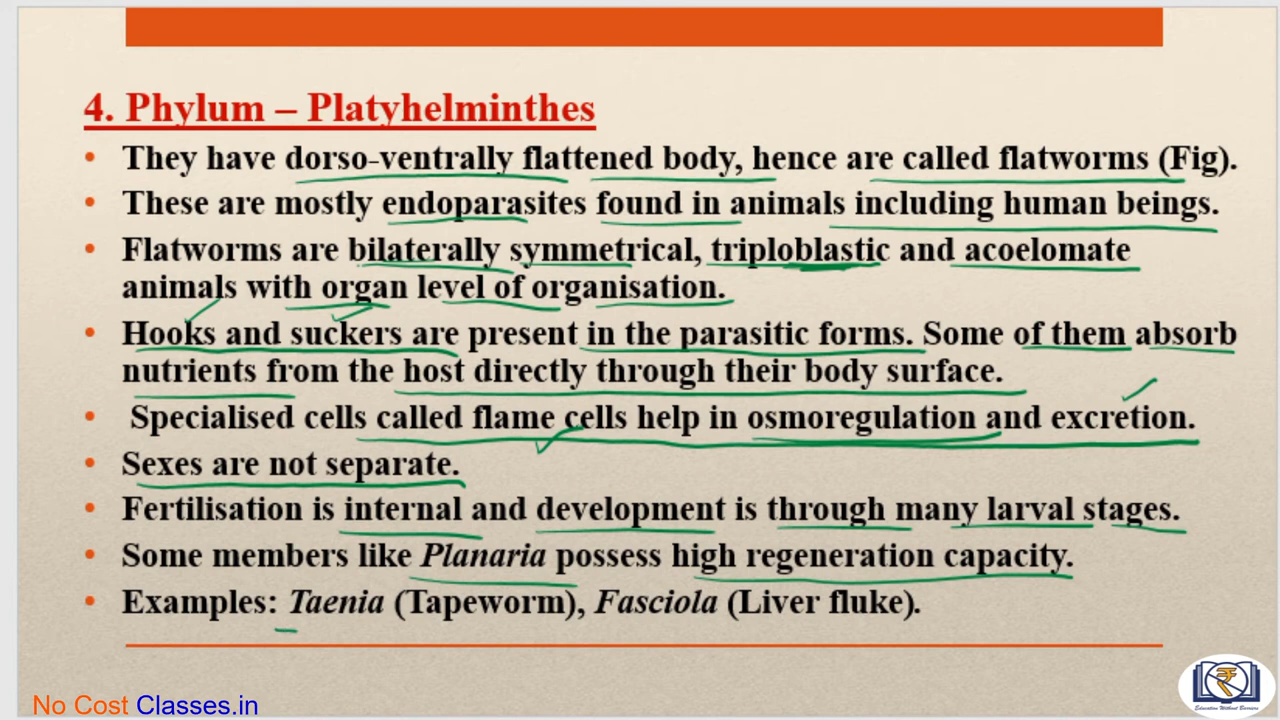 4. Phylum – Platyhelminthes
• They have dorso-ventrally flattened body, hence are called flatworms (Fig).
• These are mostly endoparasites found in animals including human beings.
• Flatworms are bilaterally symmetrical, triploblastic and acoelomate
animals with organ level of organisation.
• Hooks and suckers are present in the parasitic forms. Some of them absorb
nutrients from the host directly through their body surface.
• Specialised cells called flame cells help in osmoregulation and excretion.
• Sexes are not separate.
• Fertilisation is internal and development is through many larval stages.
• Some members like Planaria possess high regeneration capacity.
• Examples: Taenia (Tapeworm), Fasciola (Liver fluke).
No Cost Classes.in
₹
Education Without Barriers